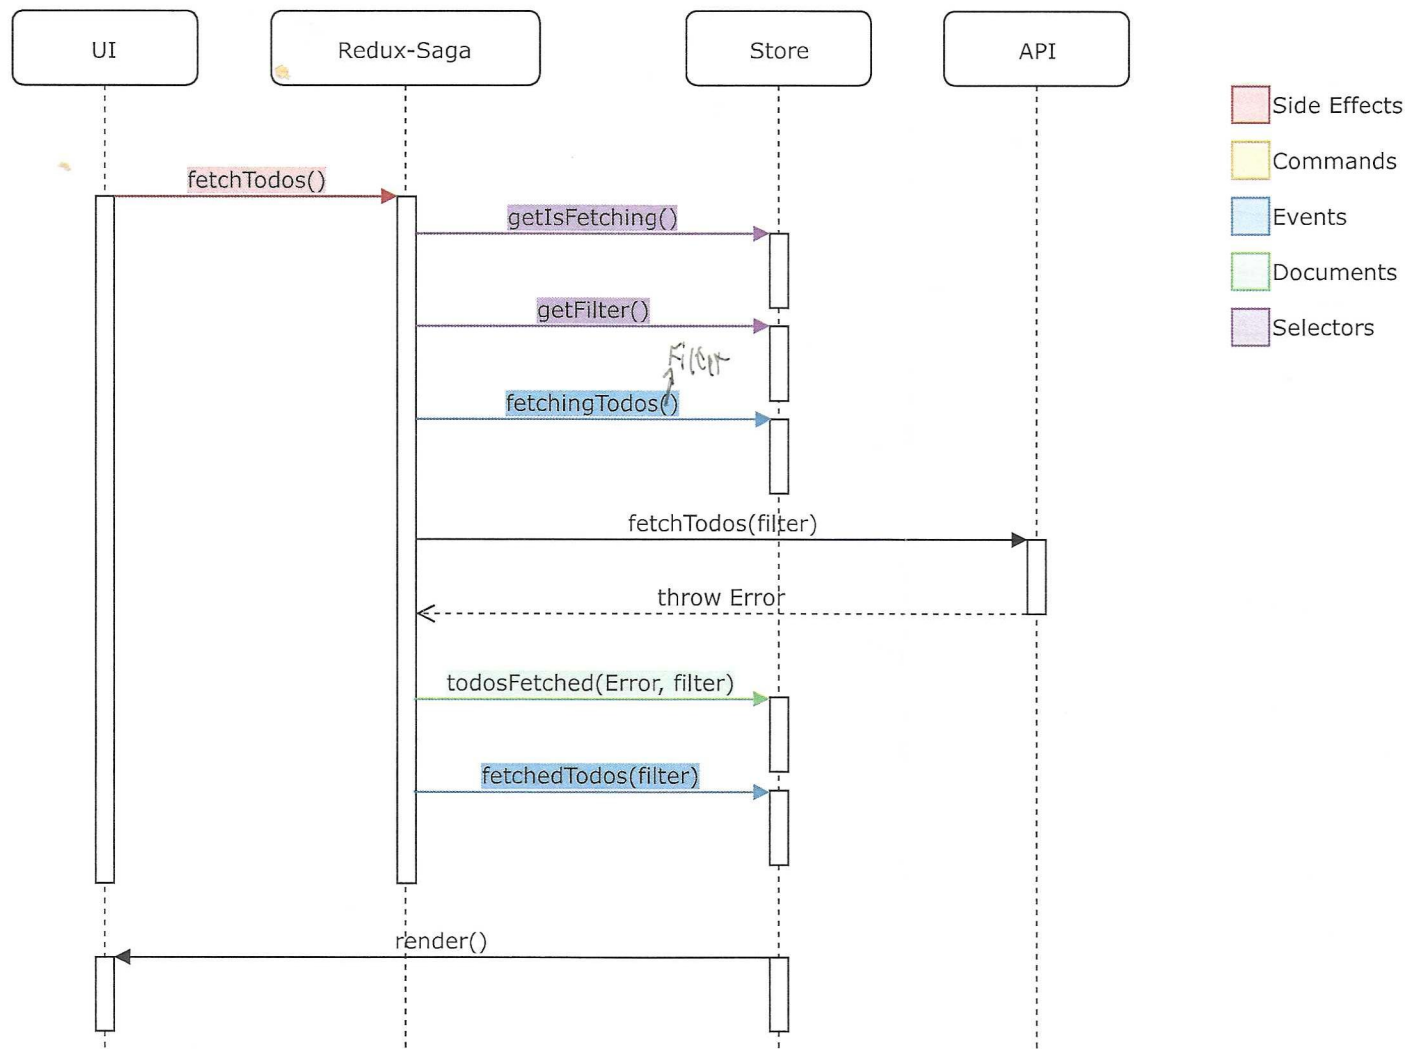 UI
Redux-Saga
Store
API
Side Effects
Commands
Events
Documents
Selectors
fetchTodos()
getIsFetching()
getFilter()
Filter
fetchingTodos()
fetchTodos(filter)
throw Error
todosFetched(Error, filter)
fetchedTodos(filter)
render()